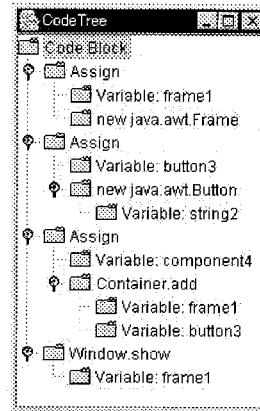 CodeTree
Code Block
Assign
Variable: frame1
new java.awt.Frame
Assign
Variable: button3
new java.awt.Button
Variable: string2
Assign
Variable: component4
Container.add
Variable: frame1
Variable: button3
Window.show
Variable: frame1